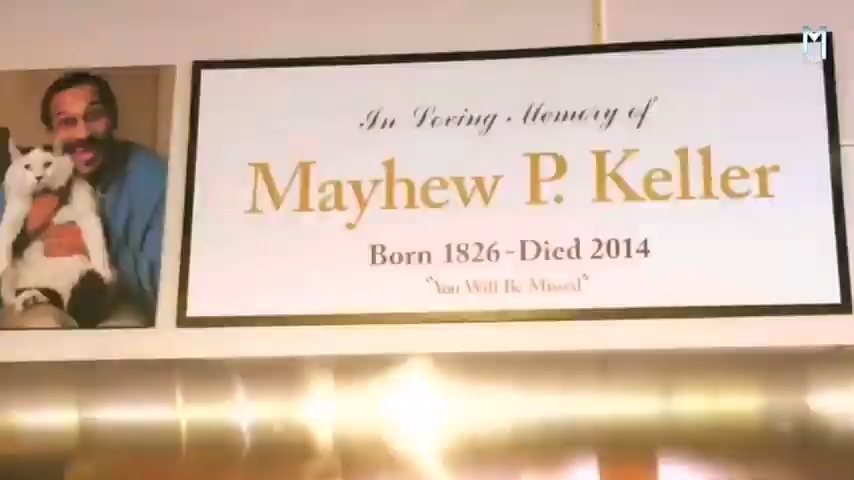 In Loving Memory of
Mayhew P. Keller
Born 1826 - Died 2014
"You Will Be Missed"
M